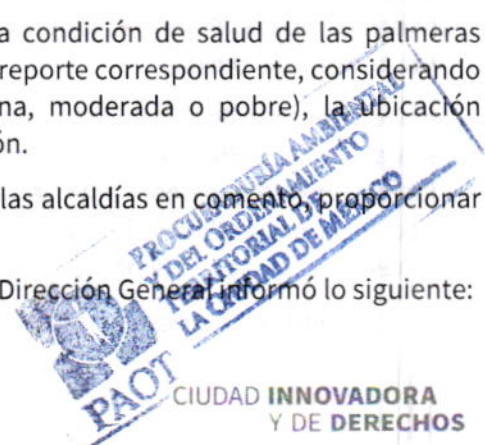 a condición de salud de las palmeras
reporte correspondiente, considerando
na, moderada o pobre), la ubicación
ón.
las alcaldías en comento, proporcionar
Dirección General informó lo siguiente:
PROCURADURÍA AMBIENTAL
Y DEL ORDENAMIENTO
TERRITORIAL DE
LA CIUDAD DE MÉXICO
PAOT
CIUDAD INNOVADORA
Y DE DERECHOS